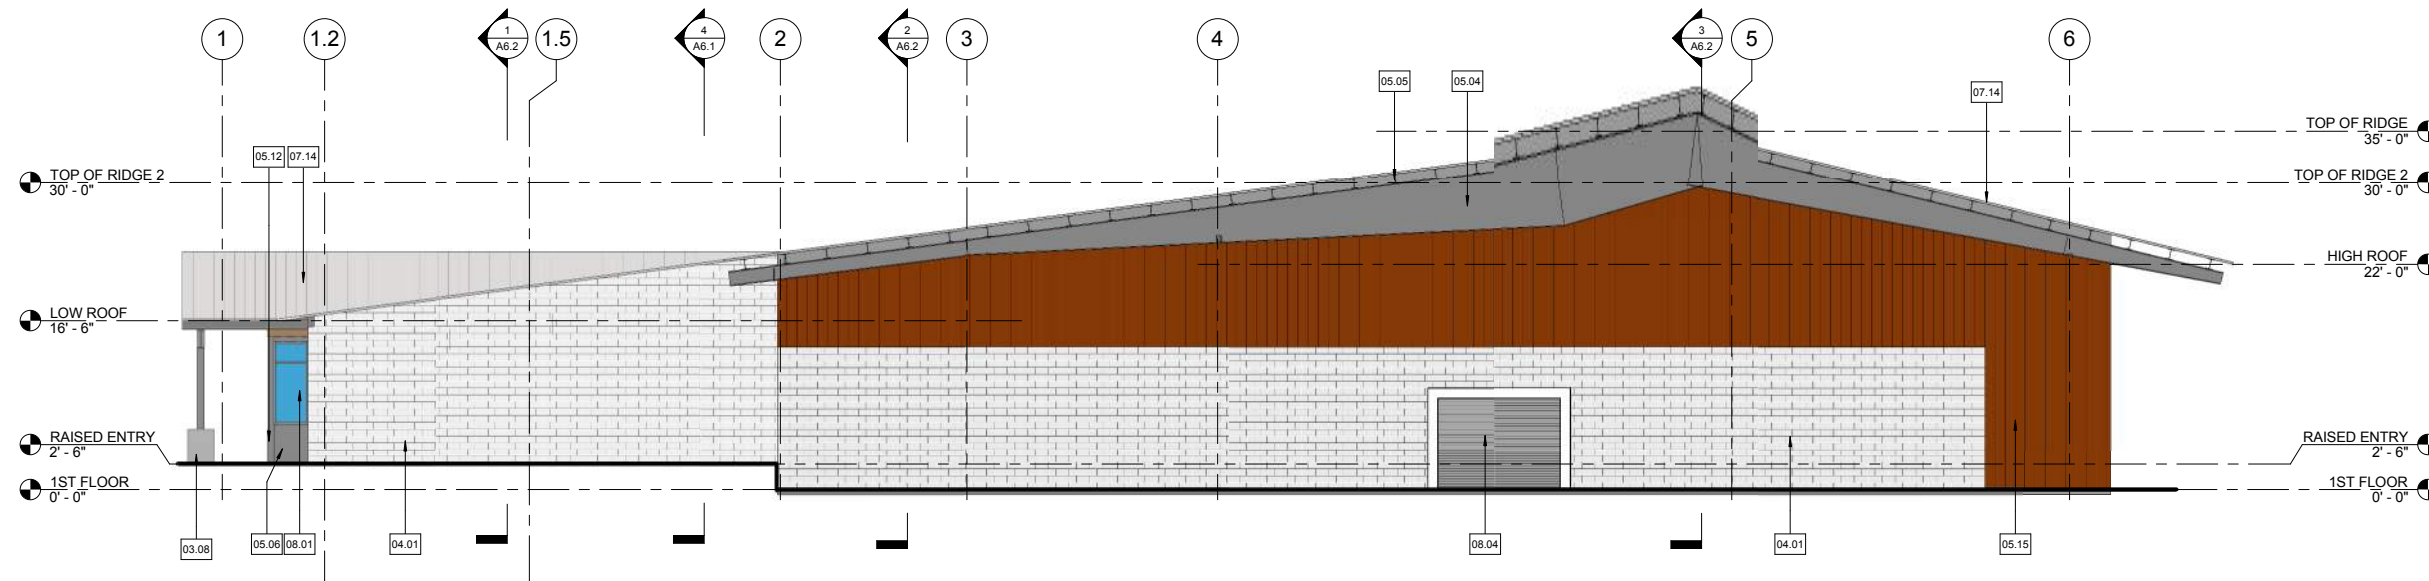 1
1.2
1
A6.2
1.5
4
A6.1
2
2
A6.2
3
4
3
A6.2
5
6
05.05
05.04
07.14
TOP OF RIDGE
35' - 0"
05.12
07.14
TOP OF RIDGE 2
30' - 0"
TOP OF RIDGE 2
30' - 0"
HIGH ROOF
22' - 0"
LOW ROOF
16' - 6"
RAISED ENTRY
2' - 6"
RAISED ENTRY
2' - 6"
1ST FLOOR
0' - 0"
1ST FLOOR
0' - 0"
03.08
05.06
08.01
04.01
08.04
04.01
05.15